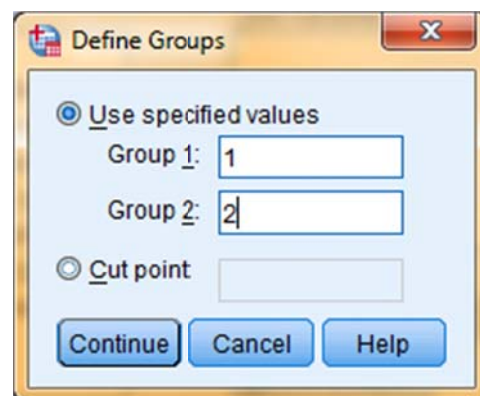 Define Groups
Use specified values
Group 1: 1
Group 2: 2
Cut point
Continue Cancel Help